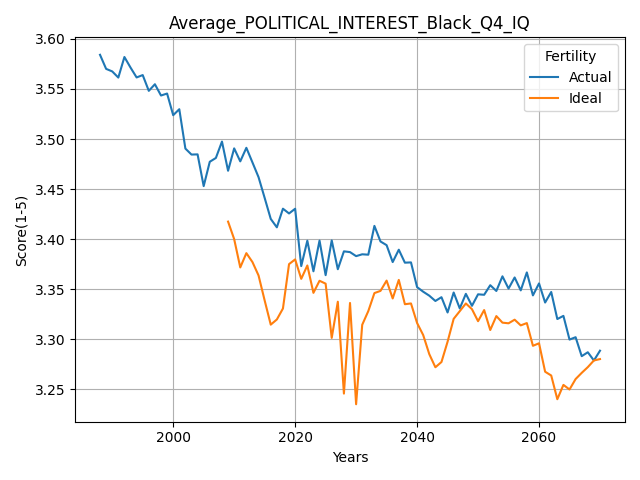 Average_POLITICAL_INTEREST_Black_Q4_IQ
Fertility
Actual
Ideal
Score(1-5)
3.60
3.55
3.50
3.45
3.40
3.35
3.30
3.25
2000 2020 2040 2060
Years